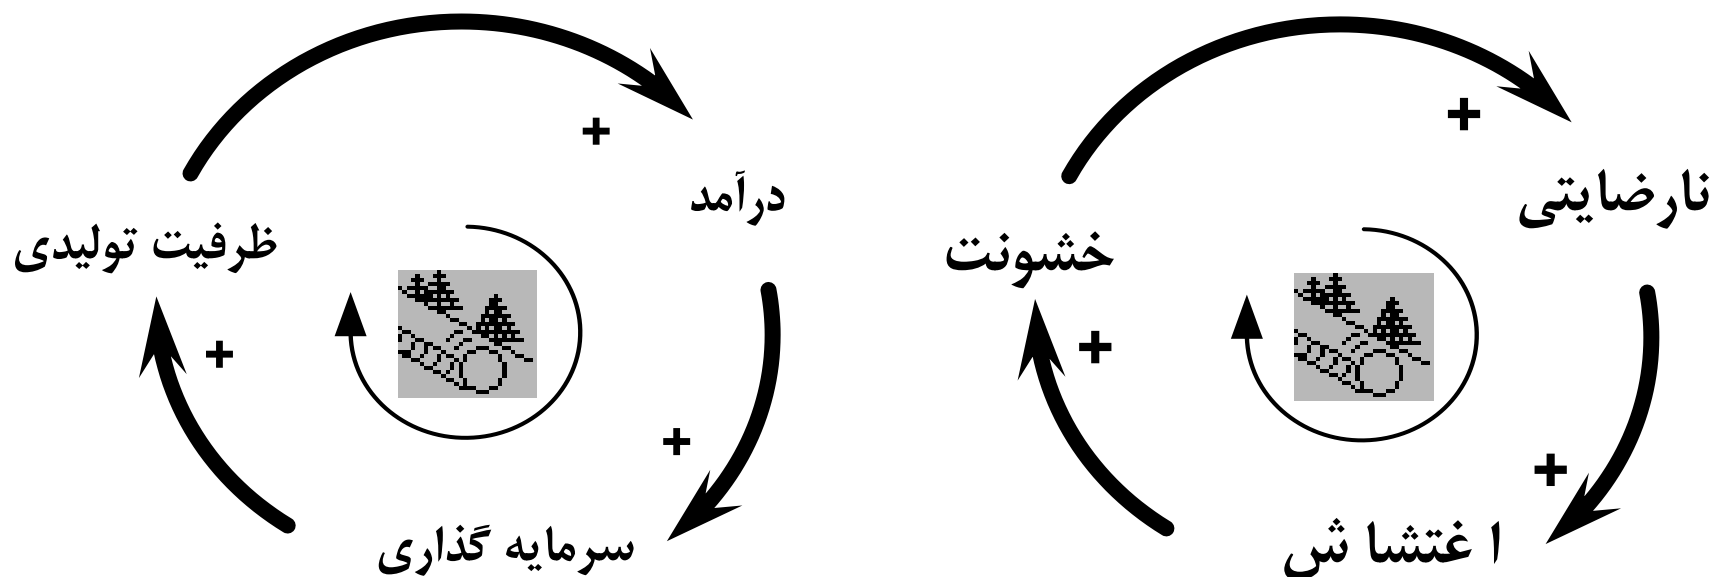 +
+
درآمد
نارضایتی
ظرفیت تولیدی
خشونت
+
+
+
+
سرمایه گذاری
ا غتشا ش